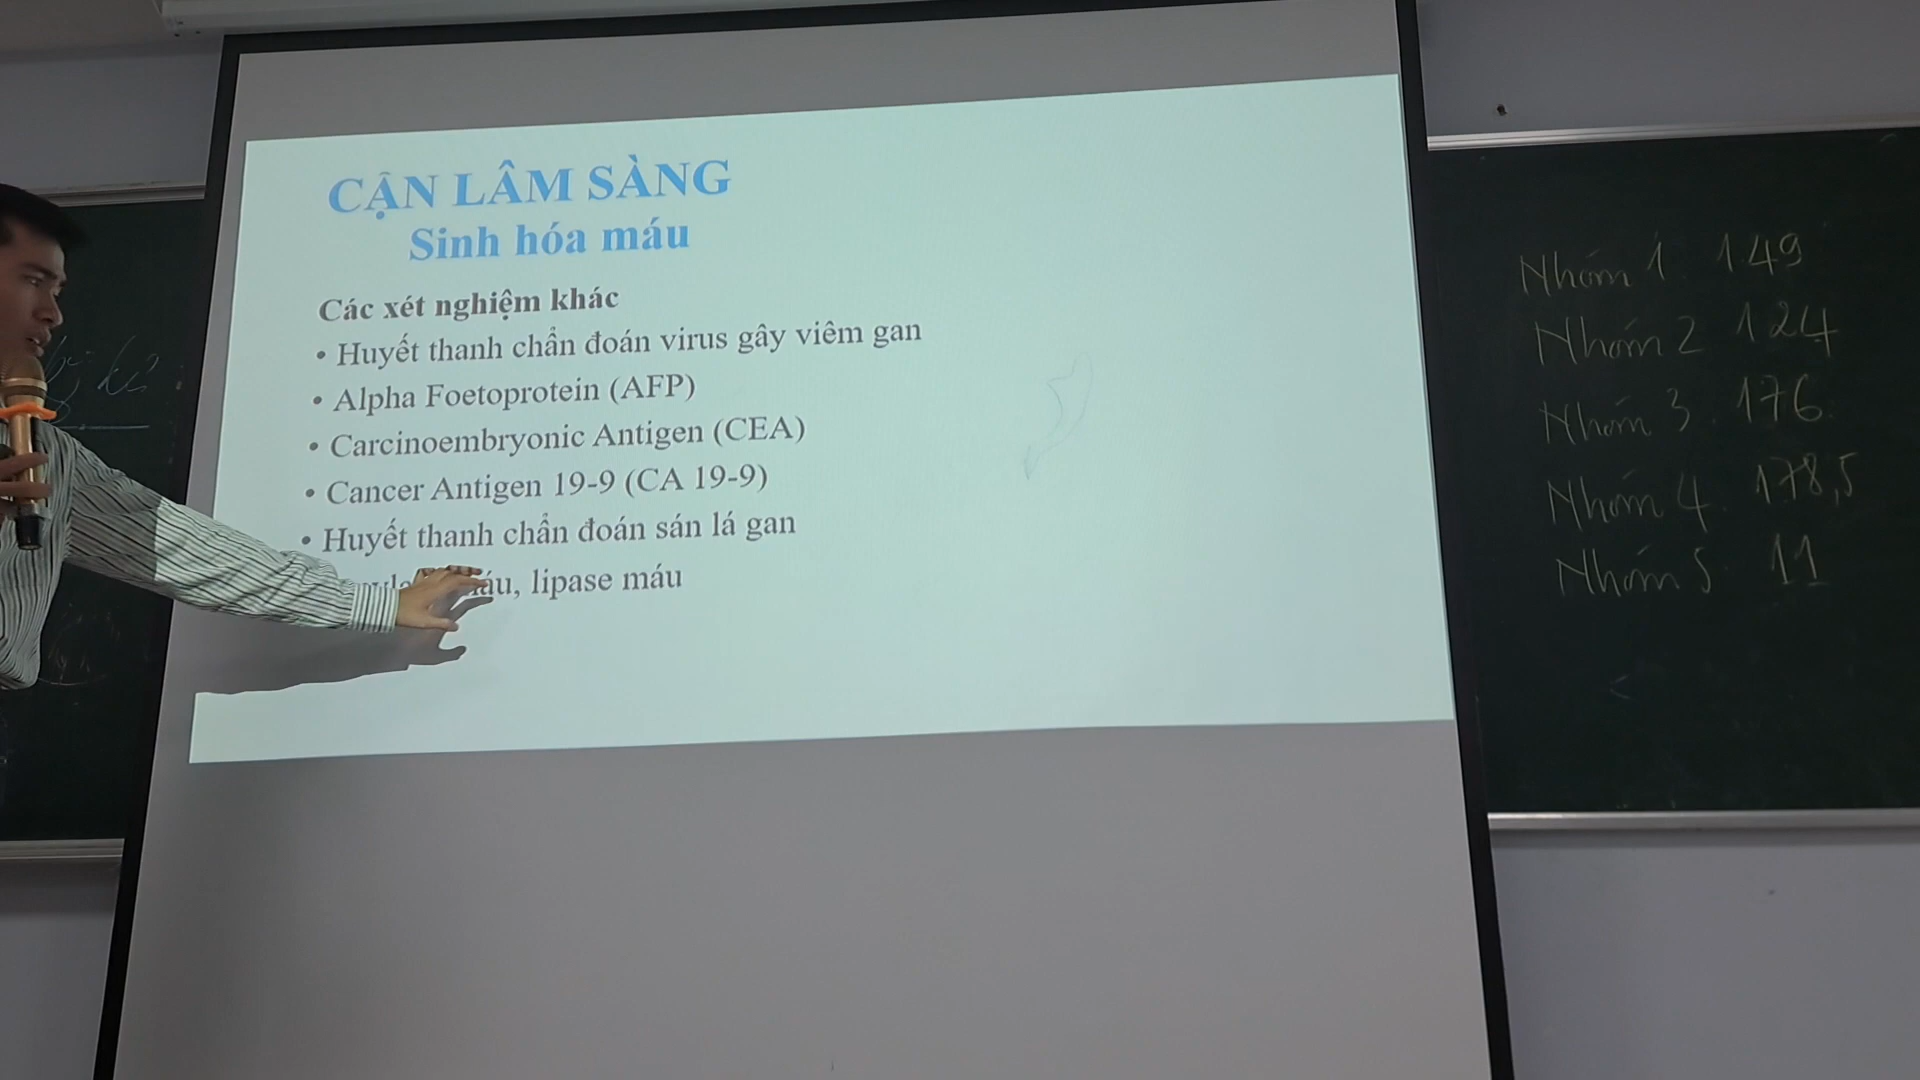 CẬN LÂM SÀNG
Sinh hóa máu
Các xét nghiệm khác
• Huyết thanh chẩn đoán virus gây viêm gan
• Alpha Foetoprotein (AFP)
• Carcinoembryonic Antigen (CEA)
• Cancer Antigen 19-9 (CA 19-9)
• Huyết thanh chẩn đoán sán lá gan
lipase máu
Nhóm 1. 149
Nhóm 2 124
Nhóm 3. 176
Nhóm 4. 178,5
Nhóm 5. 11